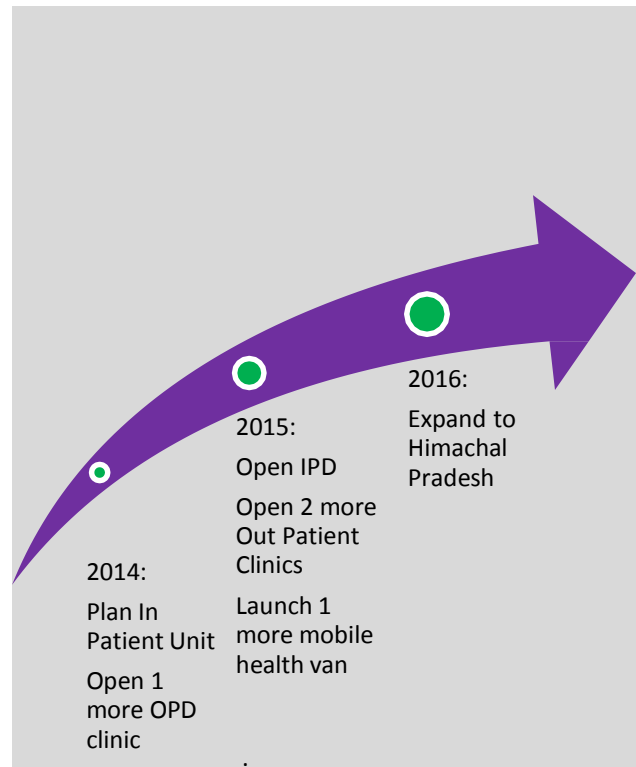 2014:
Plan In
Patient Unit
Open 1
more OPD
clinic
2015:
Open IPD
Open 2 more
Out Patient
Clinics
Launch 1
more mobile
health van
2016:
Expand to
Himachal
Pradesh